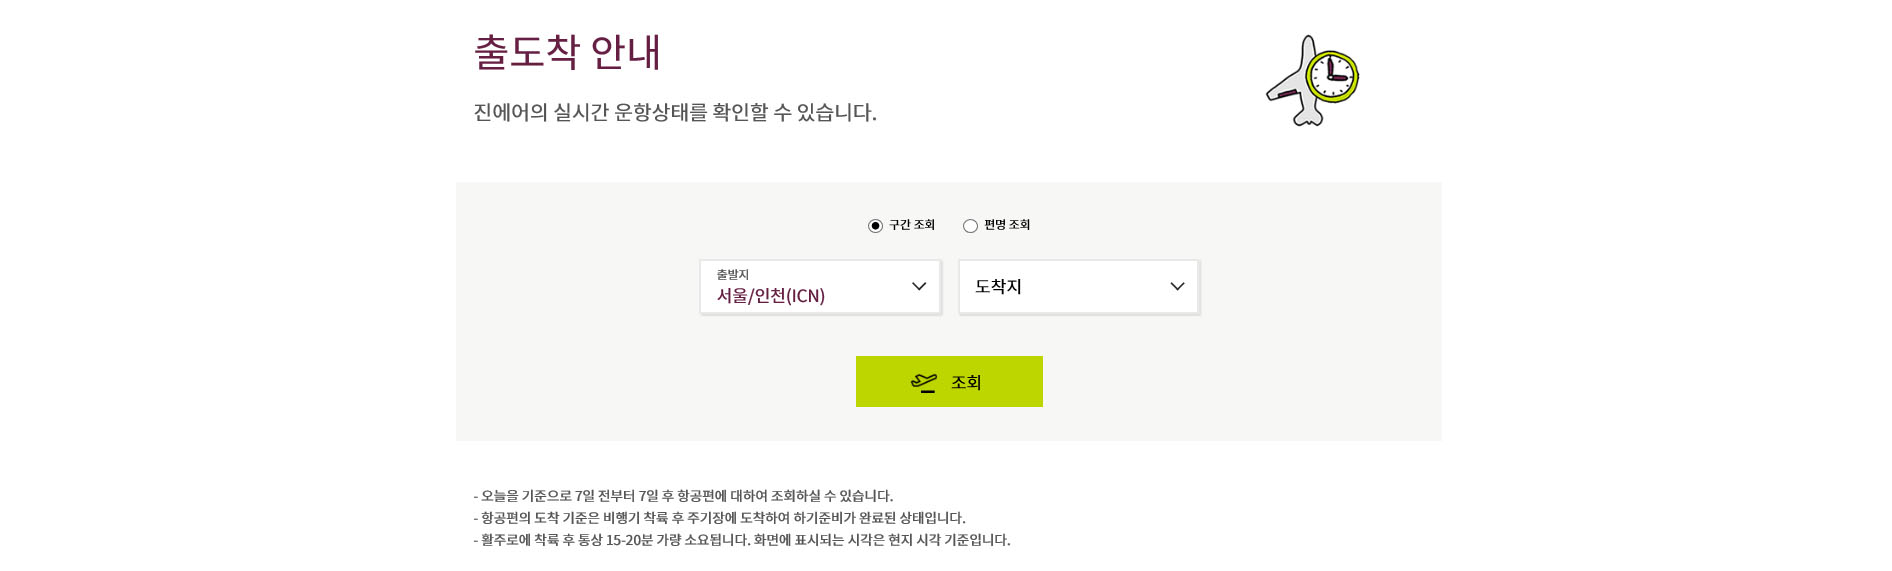 출도착 안내
진에어의 실시간 운항상태를 확인할 수 있습니다.
구간 조회 편명 조회
출발지
서울/인천(ICN)
도착지
조회
- 오늘을 기준으로 7일 전부터 7일 후 항공편에 대하여 조회하실 수 있습니다.
- 항공편의 도착 기준은 비행기 착륙 후 주기장에 도착하여 하기준비가 완료된 상태입니다.
- 활주로에 착륙 후 통상 15-20분 가량 소요됩니다. 화면에 표시되는 시각은 현지 시각 기준입니다.